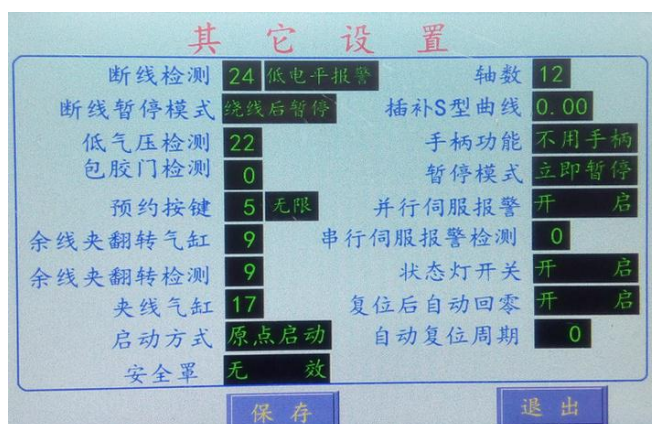 其它设置
断线检测 24 低电平报警 轴数 12
断线暂停模式 绕线后暂停 插补S型曲线 0.00
低气压检测 22 手柄功能 不用手柄
包胶门检测 0 暂停模式 立即暂停
预约按键 5 无限 并行伺服报警 开启
余线夹翻转气缸 9 串行伺服报警检测 0
余线夹翻转检测 9 状态灯开关 开启
夹线气缸 17 复位后自动回零 开启
启动方式 原点启动 自动复位周期 0
安全罩 无效
保存 退出